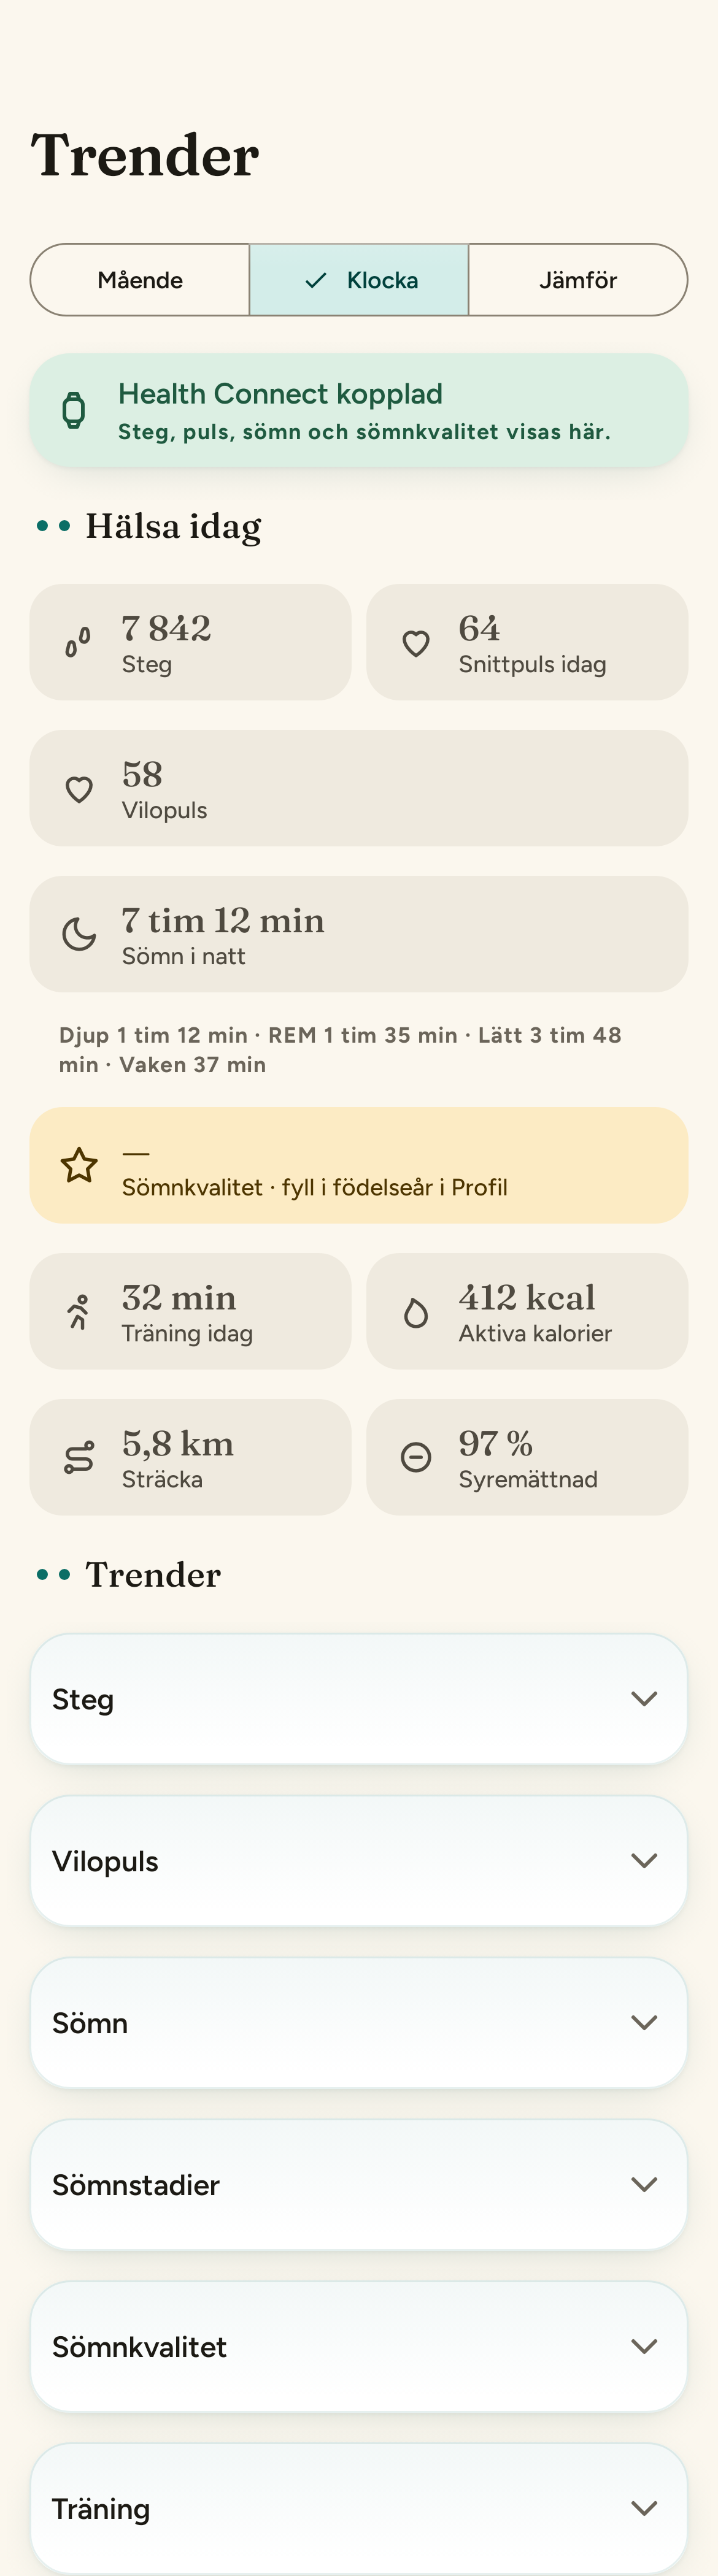 Trender
Mående
Klocka
Jämför
Health Connect kopplad
Steg, puls, sömn och sömnkvalitet visas här.
Hälsa idag
7 842
Steg
64
Snittpuls idag
58
Vilopuls
7 tim 12 min
Sömn i natt
Djup 1 tim 12 min · REM 1 tim 35 min · Lätt 3 tim 48
min · Vaken 37 min
—
Sömnkvalitet · fyll i födelseår i Profil
32 min
Träning idag
412 kcal
Aktiva kalorier
5,8 km
Sträcka
97 %
Syremättnad
Trender
Steg
Vilopuls
Sömn
Sömnstadier
Sömnkvalitet
Träning